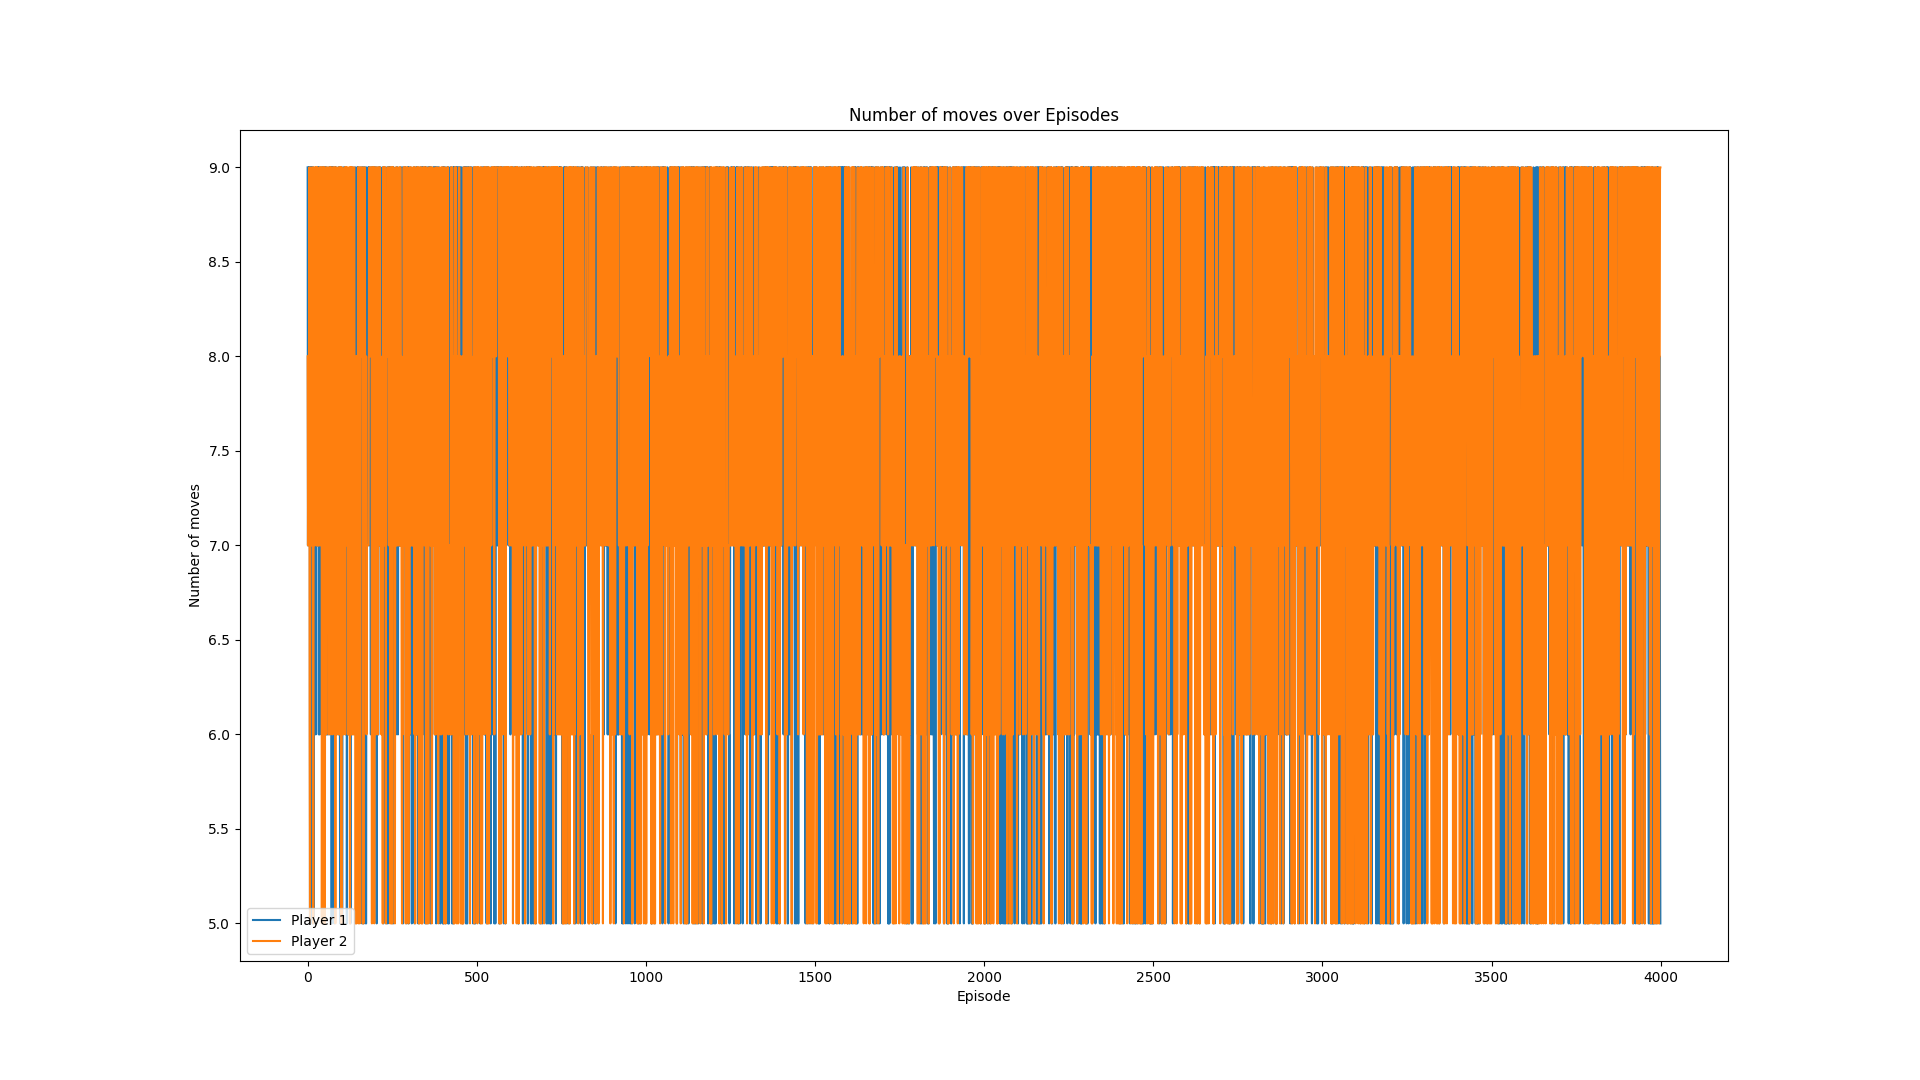 Number of moves over Episodes
9.0
8.5
8.0
7.5
7.0
6.5
6.0
5.5
5.0
Number of moves
Player 1
Player 2
0 500 1000 1500 2000 2500 3000 3500 4000
Episode